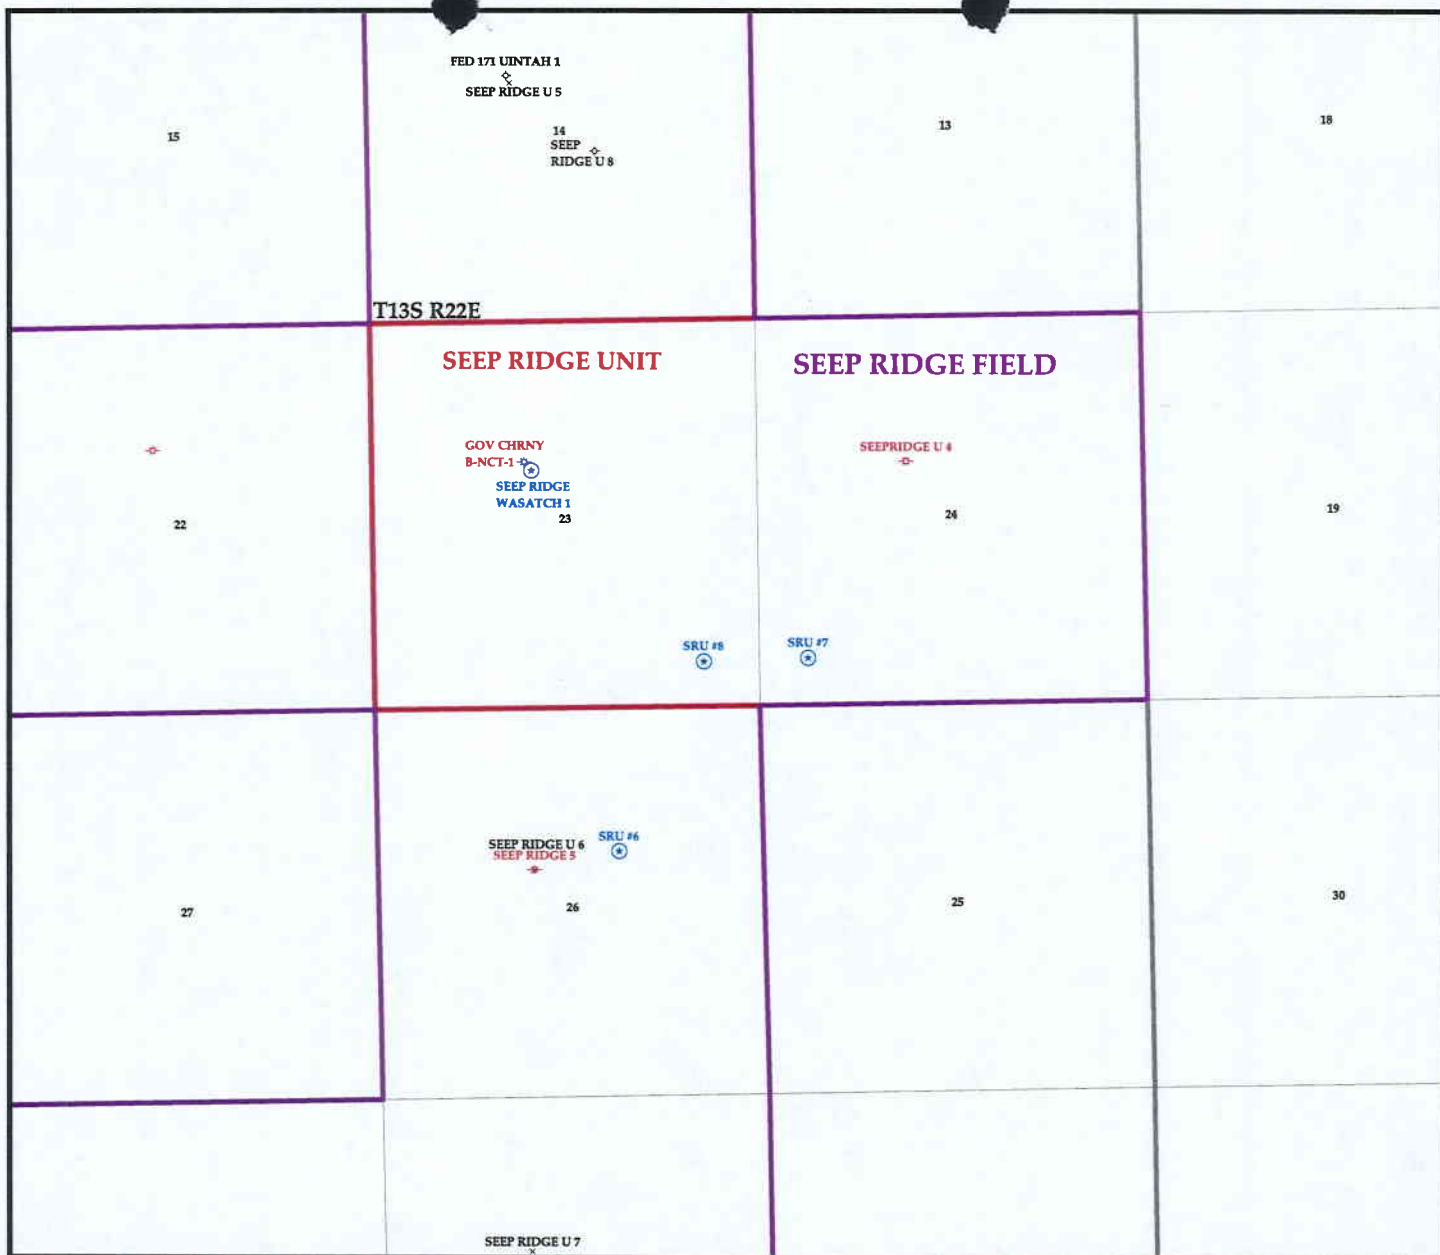 FED 171 UINTAH 1
SEEP RIDGE U 5
15
14
SEEP
RIDGE U 8
13
18
T13S R22E
SEEP RIDGE UNIT
SEEP RIDGE FIELD
GOV CHRNY
B-NCT-1
SEEP RIDGE
WASATCH 1
23
SEEPRIDGE U 4
22
24
19
SRU #8
SRU #7
SEEP RIDGE U 6
SEEP RIDGE 5
SRU #6
27
26
25
30
SEEP RIDGE U 7